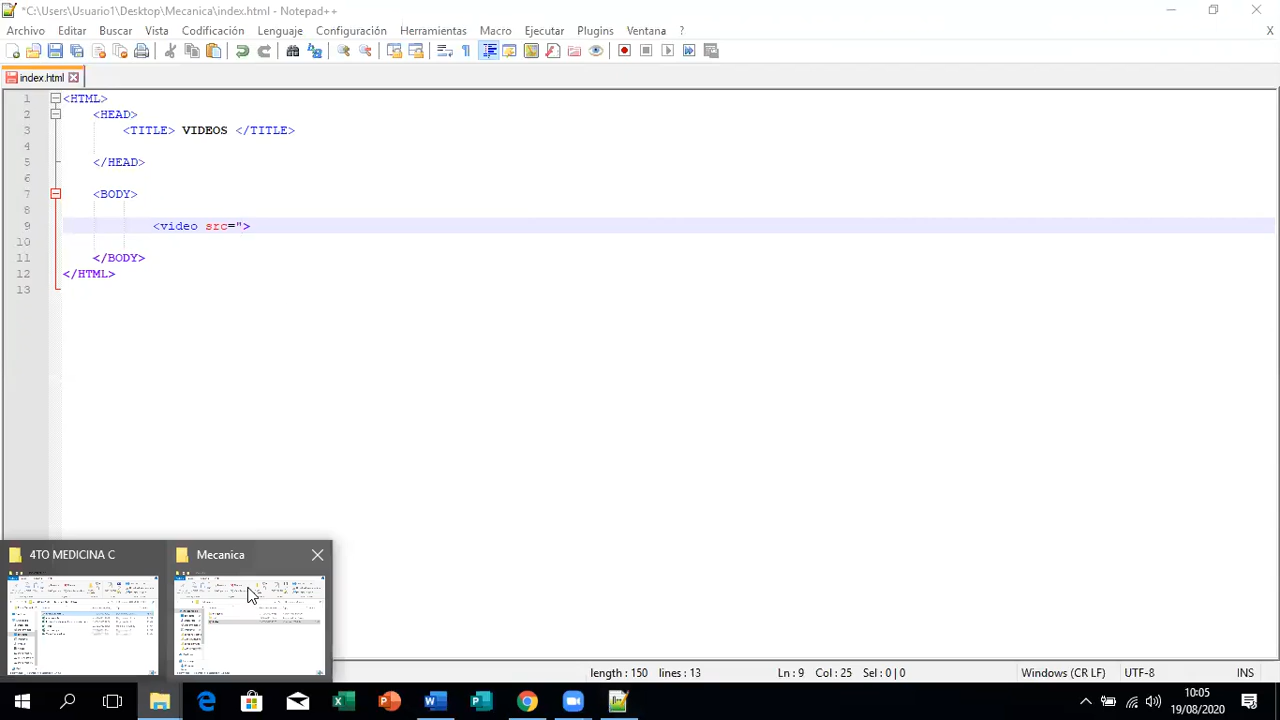 *C:\Users\Usuario1\Desktop\Mecanica\index.html - Notepad++
Archivo Editar Buscar Vista Codificación Lenguaje Configuración Herramientas Macro Ejecutar Plugins Ventana ? X
index.html
1 <HTML>
2 <HEAD>
3 <TITLE> VIDEOS </TITLE>
4
5 </HEAD>
6
7 <BODY>
8
9 <video src=">
10
11 </BODY>
12 </HTML>
13
4TO MEDICINA C Mecanica
length : 150 lines : 13 Ln : 9 Col : 25 Sel : 0 | 0 Windows (CR LF) UTF-8 INS
10:05
19/08/2020